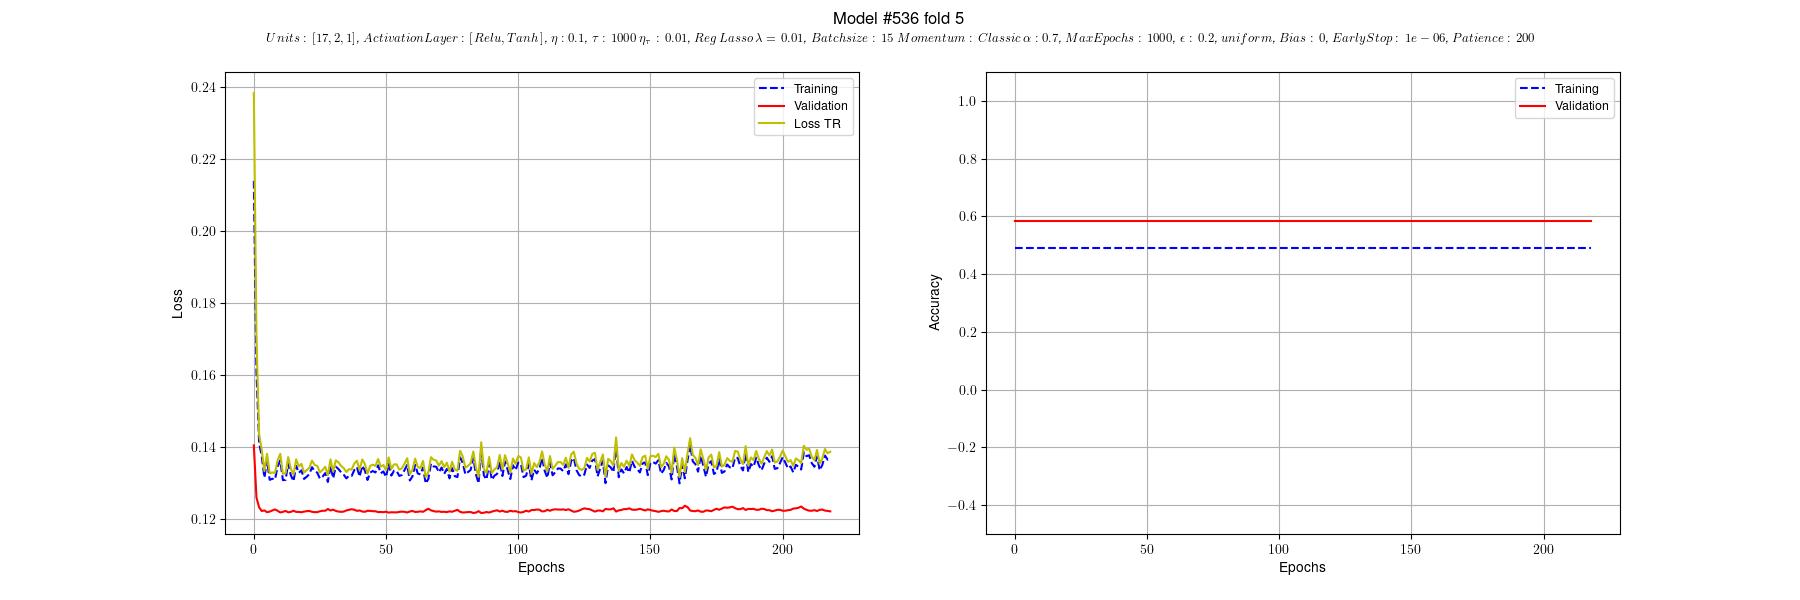 Model #536 fold 5
Units : [17, 2, 1], ActivationLayer : [Relu, Tanh], η : 0.1, τ : 1000 ητ : 0.01, Reg Lasso λ = 0.01, Batchsize : 15 Momentum : Classic α : 0.7, MaxEpochs : 1000, ϵ : 0.2, uniform, Bias : 0, EarlyStop : 1e − 06, Patience : 200
0.24
0.22
0.20
0.18
0.16
0.14
0.12
Loss
Training
Validation
Loss TR
0
50
100
150
200
Epochs
1.0
0.8
0.6
0.4
0.2
0.0
−0.2
−0.4
Accuracy
Training
Validation
0
50
100
150
200
Epochs